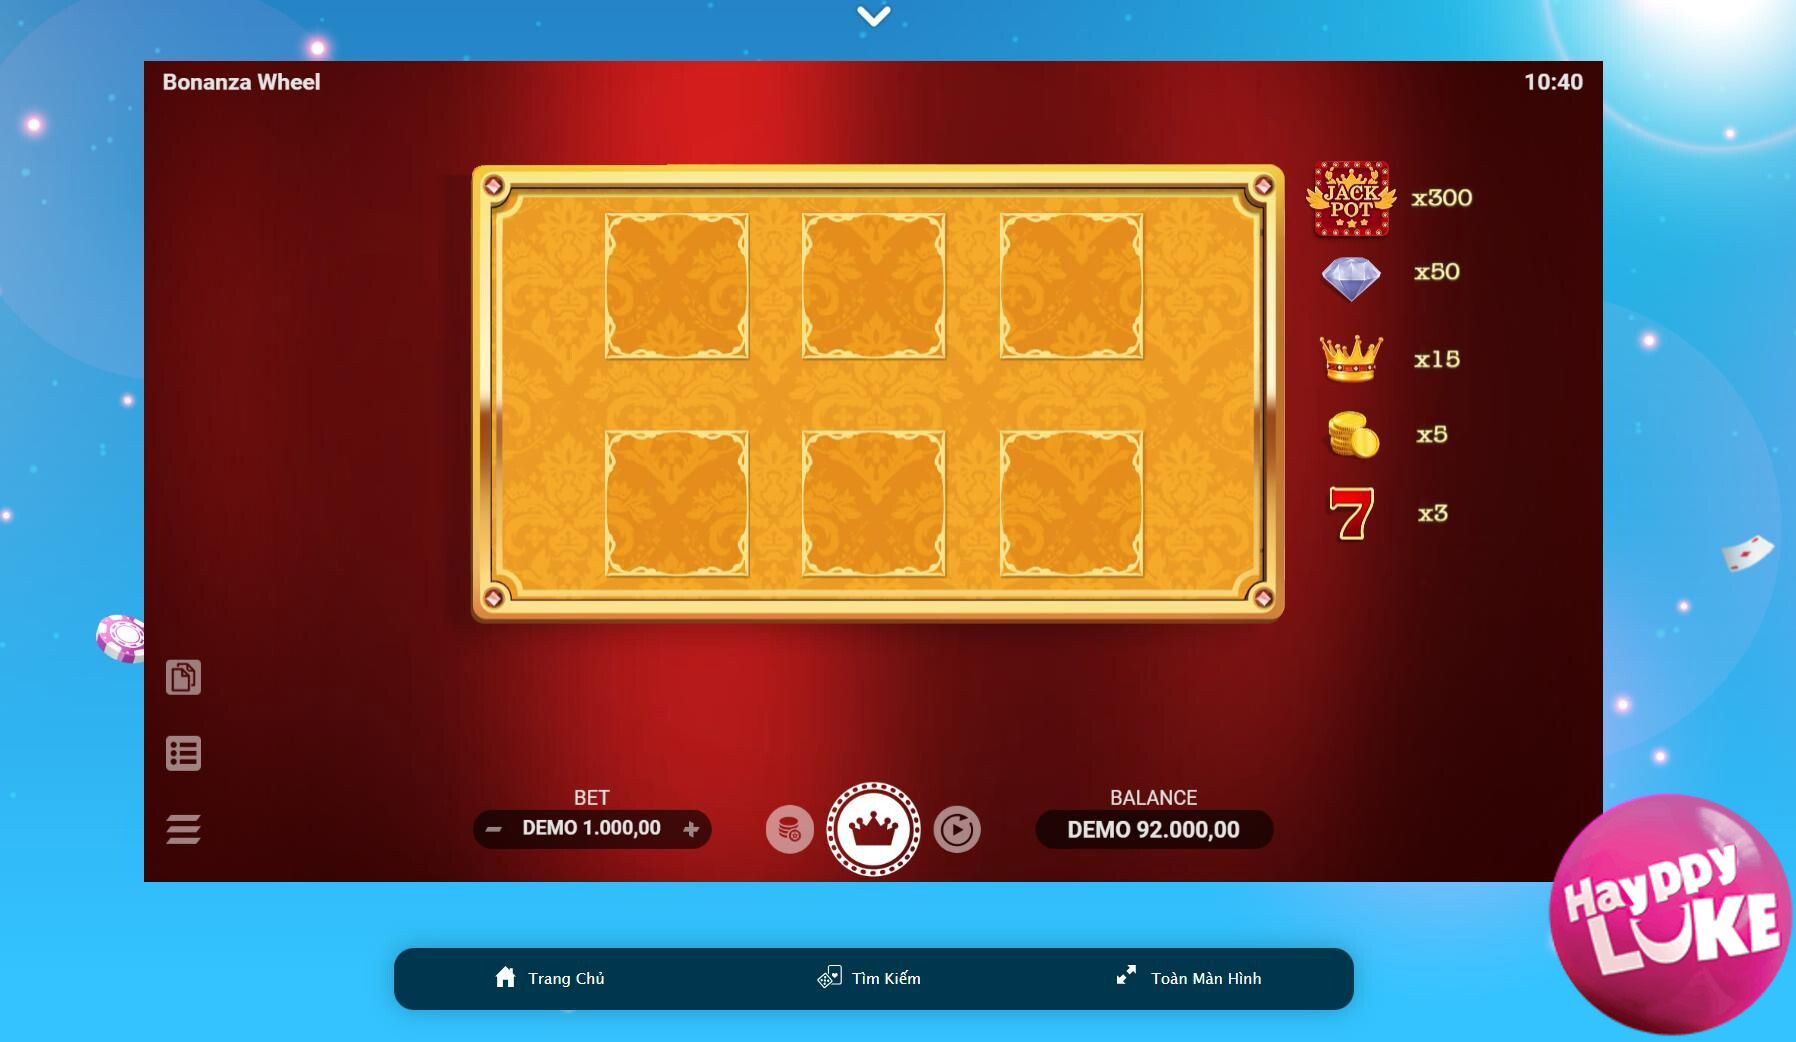 Bonanza Wheel
10:40
JACK
POT
x300
x50
x15
x5
7
x3
BET
DEMO 1.000,00
BALANCE
DEMO 92.000,00
Hayppy
LUKE
Trang Chủ
Tìm Kiếm
Toàn Màn Hình